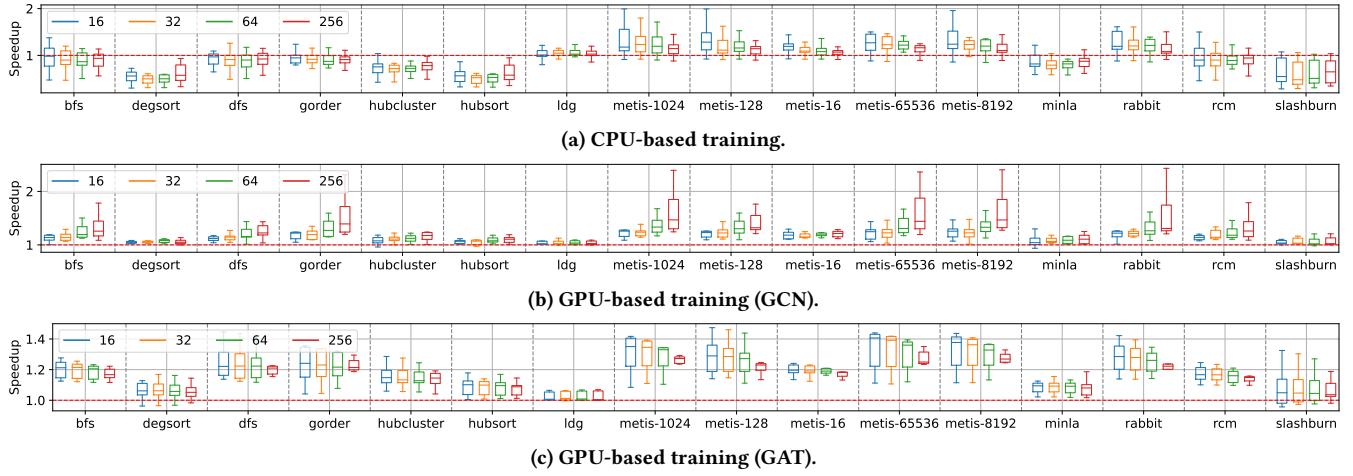 16 32 64 256
2
1
Speedup
bfs degsort dfs gorder hubcluster hubsort ldg metis-1024 metis-128 metis-16 metis-65536 metis-8192 minla rabbit rcm slashburn
(a) CPU-based training.
16 32 64 256
2
1
Speedup
bfs degsort dfs gorder hubcluster hubsort ldg metis-1024 metis-128 metis-16 metis-65536 metis-8192 minla rabbit rcm slashburn
(b) GPU-based training (GCN).
16 32 64 256
1.4
1.2
1.0
Speedup
bfs degsort dfs gorder hubcluster hubsort ldg metis-1024 metis-128 metis-16 metis-65536 metis-8192 minla rabbit rcm slashburn
(c) GPU-based training (GAT).